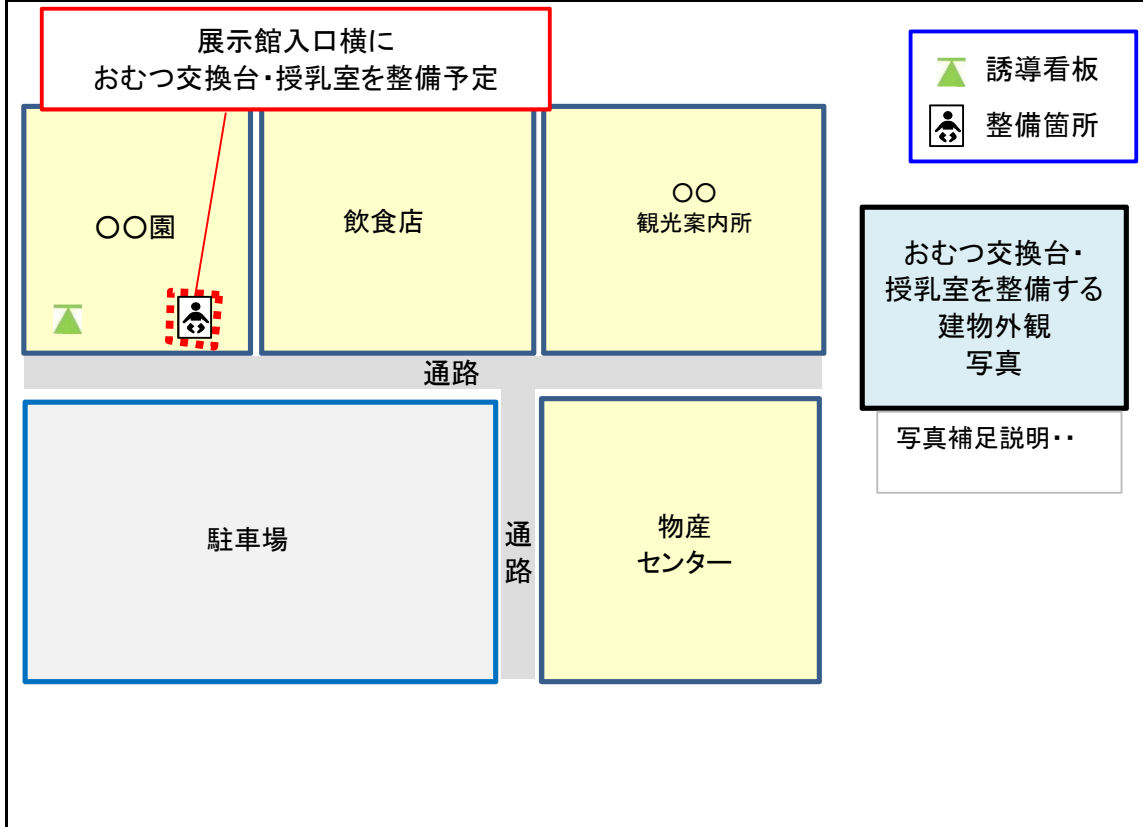 展示館入口横に
おむつ交換台・授乳室を整備予定
誘導看板
整備箇所
〇〇園
飲食店
〇〇
観光案内所
おむつ交換台・
授乳室を整備する
建物外観
写真
写真補足説明・・
通路
駐車場
通
路
物産
センター